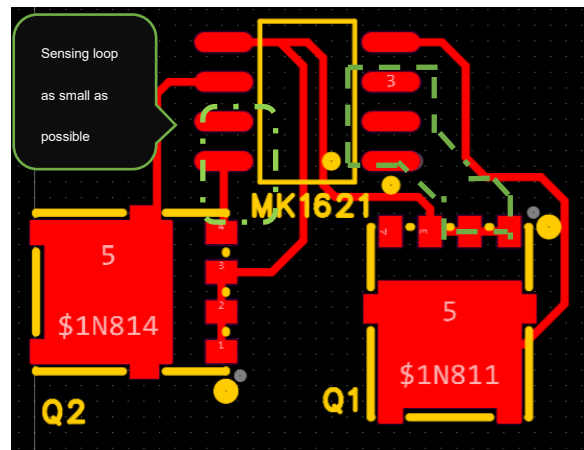 Sensing loop
as small as
possible
3
MK1621
4
3
2
1
5
$1N814
Q2
3
5
$1N811
Q1